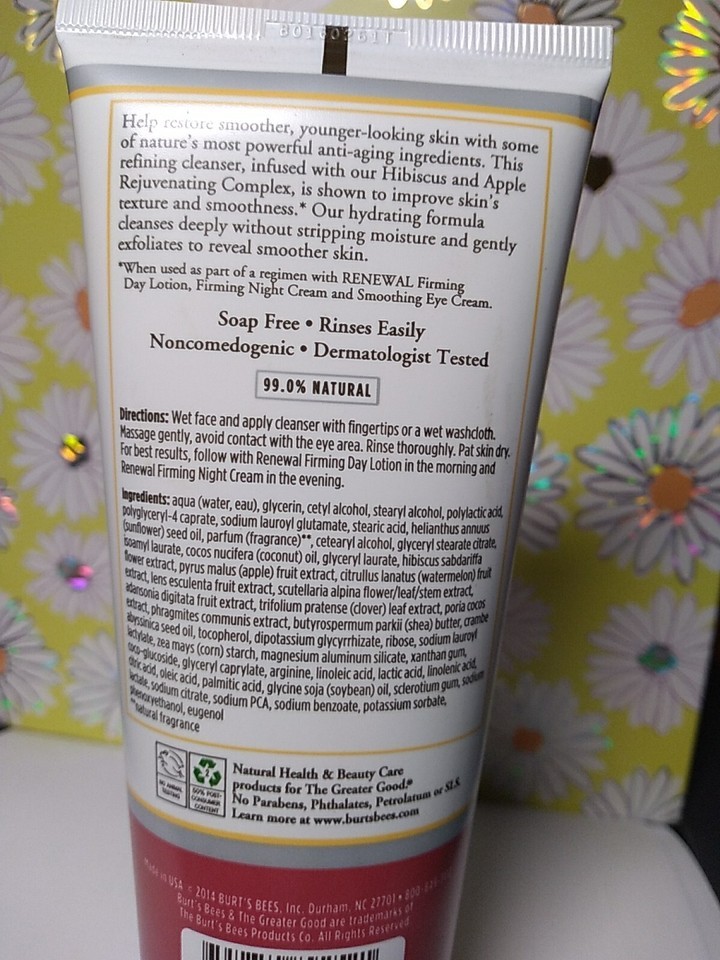 Help restore smoother, younger-looking skin with some
of nature's most powerful anti-aging ingredients. This
refining cleanser, infused with our Hibiscus and Apple
Rejuvenating Complex, is shown to improve skin's
texture and smoothness.* Our hydrating formula
cleanses deeply without stripping moisture and gently
exfoliates to reveal smoother skin.
*When used as part of a regimen with RENEWAL Firming
Day Lotion, Firming Night Cream and Smoothing Eye Cream.
Soap Free • Rinses Easily
Noncomedogenic • Dermatologist Tested
99.0% NATURAL
Directions: Wet face and apply cleanser with fingertips or a wet washcloth.
Massage gently, avoid contact with the eye area. Rinse thoroughly. Pat skin dry.
For best results, follow with Renewal Firming Day Lotion in the morning and
Renewal Firming Night Cream in the evening.
Ingredients: aqua (water, eau), glycerin, cetyl alcohol, stearyl alcohol, polylactic acid,
polyglyceryl-4 caprate, sodium lauroyl glutamate, stearic acid, helianthus annuus
(sunflower) seed oil, parfum (fragrance)**, cetearyl alcohol, glyceryl stearate citrate,
isoamyl laurate, cocos nucifera (coconut) oil, glyceryl laurate, hibiscus sabdariffa
flower extract, pyrus malus (apple) fruit extract, citrullus lanatus (watermelon) fruit
extract, lens esculenta fruit extract, scutellaria alpina flower/leaf/stem extract,
adansonia digitata fruit extract, trifolium pratense (clover) leaf extract, poria cocos
extract, phragmites communis extract, butyrospermum parkii (shea) butter, crambe
abyssinica seed oil, tocopherol, dipotassium glycyrrhizate, ribose, sodium lauroyl
lactylate, zea mays (corn) starch, magnesium aluminum silicate, xanthan gum,
coco-glucoside, glyceryl caprylate, arginine, linoleic acid, lactic acid, linolenic acid,
citric acid, oleic acid, palmitic acid, glycine soja (soybean) oil, sclerotium gum, sodium
lactate, sodium citrate, sodium PCA, sodium benzoate, potassium sorbate,
phenoxyethanol, eugenol
**natural fragrance
NO ANIMAL
TESTING
50% POST-
CONSUMER
CONTENT
Natural Health & Beauty Care
products for The Greater Good.®
No Parabens, Phthalates, Petrolatum or SLS.
Learn more at www.burtsbees.com
Made in USA © 2014 BURT'S BEES, Inc. Durham, NC 27701 • 800-
Burt's Bees & The Greater Good are trademarks of
The Burt's Bees Products Co. All Rights Reserved.